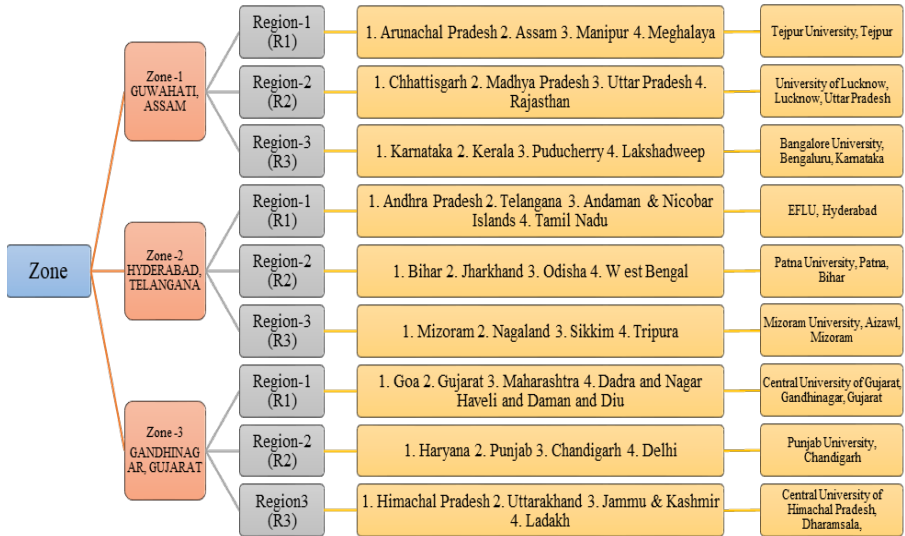 Zone
Zone -1
GUWAHATI,
ASSAM
Region-1
(R1)
1. Arunachal Pradesh 2. Assam 3. Manipur 4. Meghalaya
Tejpur University, Tejpur
Region-2
(R2)
1. Chhattisgarh 2. Madhya Pradesh 3. Uttar Pradesh 4.
Rajasthan
University of Lucknow,
Lucknow, Uttar Pradesh
Region-3
(R3)
1. Karnataka 2. Kerala 3. Puducherry 4. Lakshadweep
Bangalore University,
Bengaluru, Karnataka
Zone -2
HYDERABAD,
TELANGANA
Region-1
(R1)
1. Andhra Pradesh 2. Telangana 3. Andaman & Nicobar
Islands 4. Tamil Nadu
EFLU, Hyderabad
Region-2
(R2)
1. Bihar 2. Jharkhand 3. Odisha 4. W est Bengal
Patna University, Patna,
Bihar
Region-3
(R3)
1. Mizoram 2. Nagaland 3. Sikkim 4. Tripura
Mizoram University, Aizawl,
Mizoram
Zone -3
GANDHINAG
AR, GUJARAT
Region-1
(R1)
1. Goa 2. Gujarat 3. Maharashtra 4. Dadra and Nagar
Haveli and Daman and Diu
Central University of Gujarat,
Gandhinagar, Gujarat
Region-2
(R2)
1. Haryana 2. Punjab 3. Chandigarh 4. Delhi
Punjab University,
Chandigarh
Region3
(R3)
1. Himachal Pradesh 2. Uttarakhand 3. Jammu & Kashmir
4. Ladakh
Central University of
Himachal Pradesh,
Dharamsala,